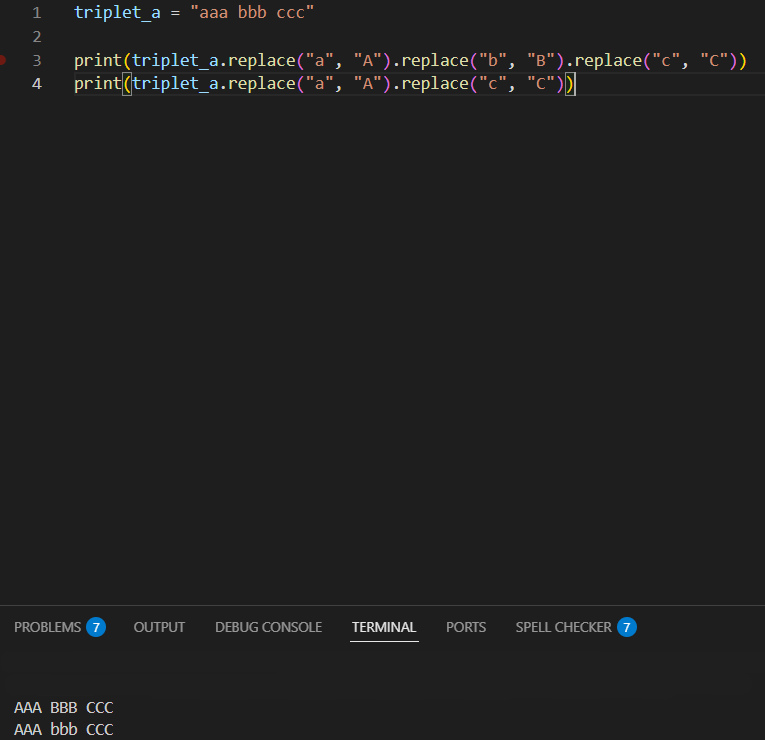 1 triplet_a = "aaa bbb ccc"
2
3 print(triplet_a.replace("a", "A").replace("b", "B").replace("c", "C"))
4 print(triplet_a.replace("a", "A").replace("c", "C"))
PROBLEMS 7 OUTPUT DEBUG CONSOLE TERMINAL PORTS SPELL CHECKER 7
AAA BBB CCC
AAA bbb CCC